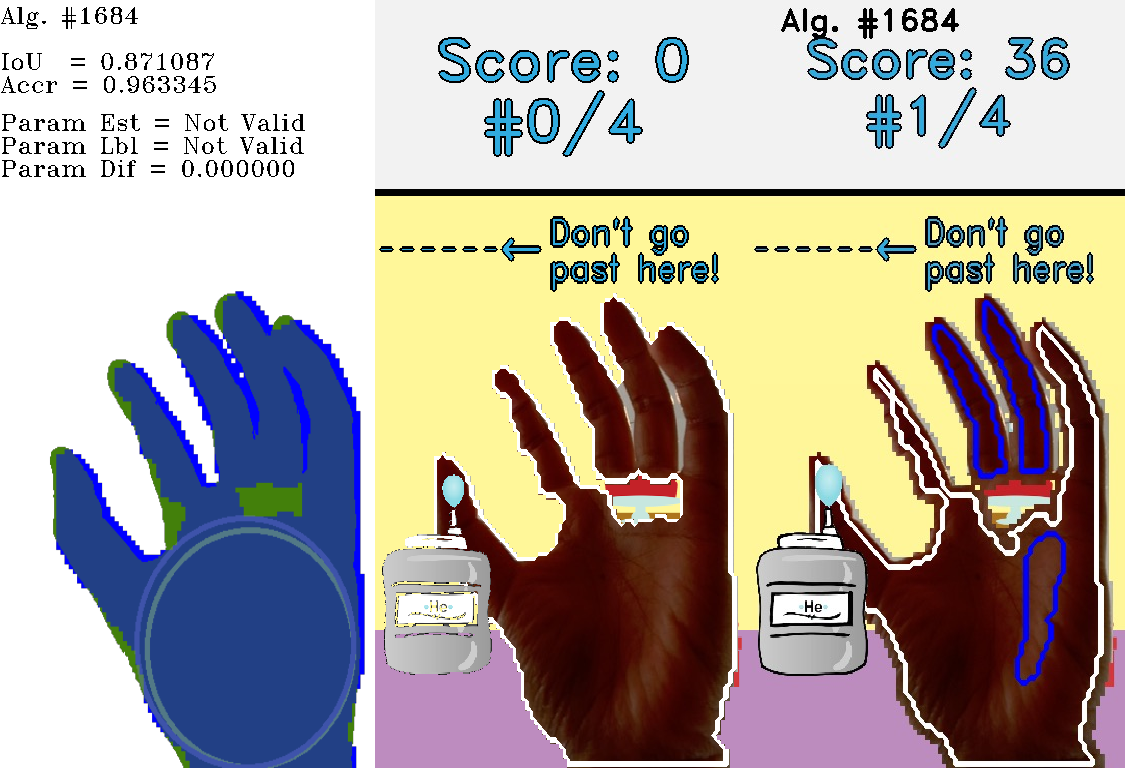 Alg. #1684
IoU = 0.871087
Accr = 0.963345
Param Est = Not Valid
Param Lbl = Not Valid
Param Dif = 0.000000
Score: 0
#0/4
Don't go
past here!
He
Alg. #1684
Score: 36
#1/4
Don't go
past here!
He